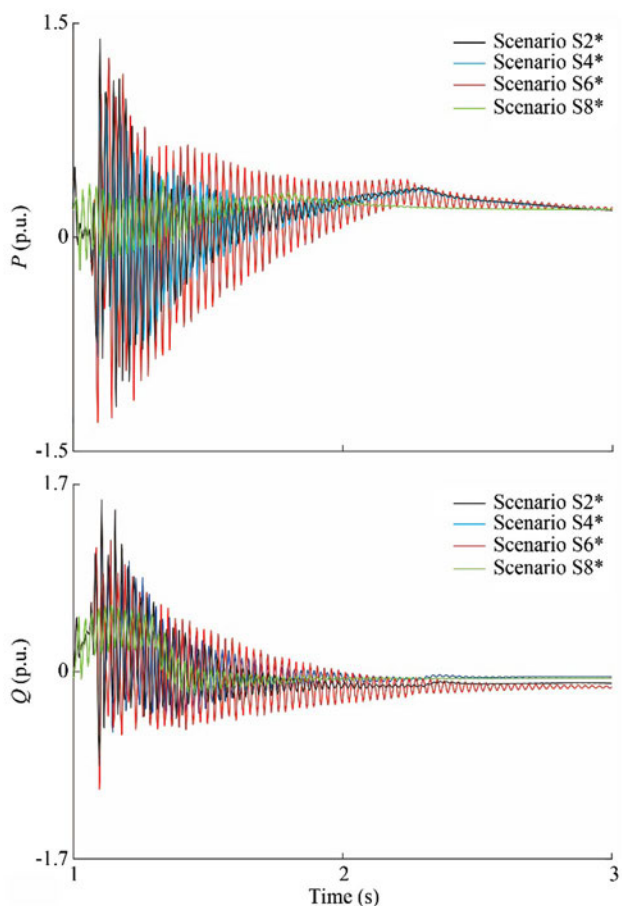 1.5
Scenario S2*
Scenario S4*
Scenario S6*
Scenario S8*
P (p.u.)
0
-1.5
1.7
Scenario S2*
Scenario S4*
Scenario S6*
Scenario S8*
Q (p.u.)
0
-1.7
1 2 3
Time (s)